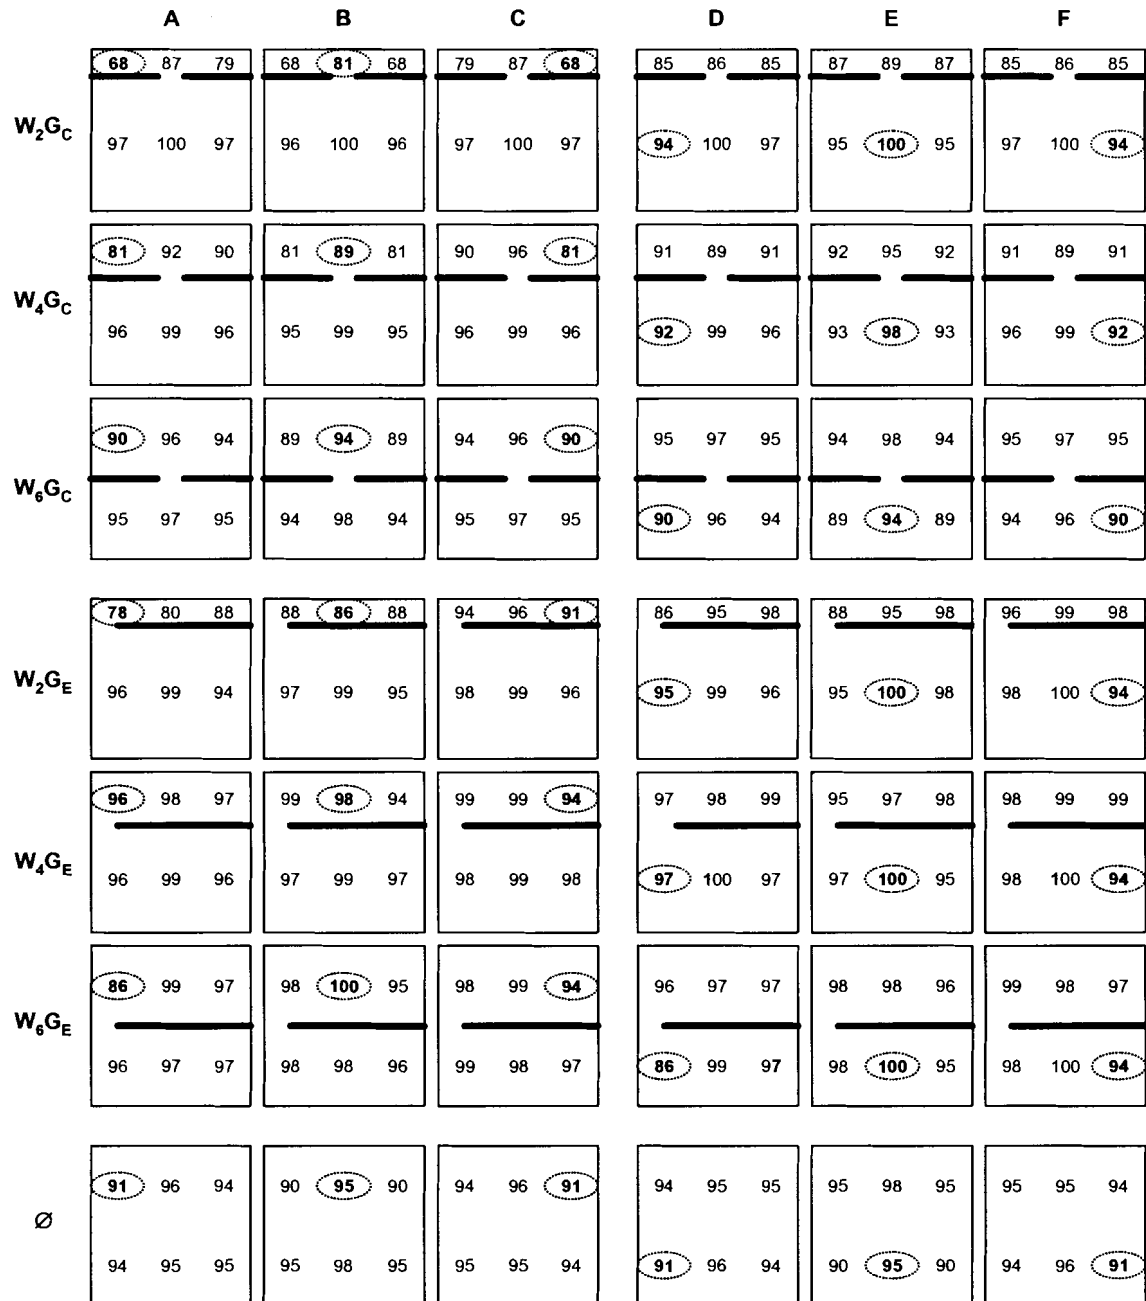 A B C D E F
68 87 79 68 81 68 79 87 68 85 86 85 87 89 87 85 86 85
W₂G_C
97 100 97 96 100 96 97 100 97 94 100 97 95 100 95 97 100 94
81 92 90 81 89 81 90 96 81 91 89 91 92 95 92 91 89 91
W₄G_C
96 99 96 95 99 95 96 99 96 92 99 96 93 98 93 96 99 92
90 96 94 89 94 89 94 96 90 95 97 95 94 98 94 95 97 95
W₆G_C
95 97 95 94 98 94 95 97 95 90 96 94 89 94 89 94 96 90
78 80 88 88 86 88 94 96 91 86 95 98 88 95 98 96 99 98
W₂G_E
96 99 94 97 99 95 98 99 96 95 99 96 95 100 98 98 100 94
96 98 97 99 98 94 99 99 94 97 98 99 95 97 98 98 99 99
W₄G_E
96 99 96 97 99 97 98 99 98 97 100 97 97 100 95 98 100 94
86 99 97 98 100 95 98 99 94 96 97 97 98 98 96 99 98 97
W₆G_E
96 97 97 98 98 96 99 98 97 86 99 97 98 100 95 98 100 94
91 96 94 90 95 90 94 96 91 94 95 95 95 98 95 95 95 94
Ø
94 95 95 95 98 95 95 95 94 91 96 94 90 95 90 94 96 91